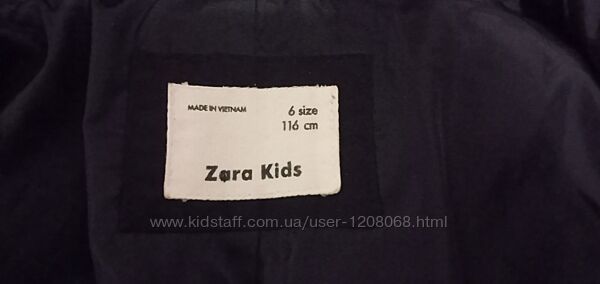 MADE IN VIETNAM
6 size
116 cm
Zara Kids
www.kidstaff.com.ua/user-1208068.html